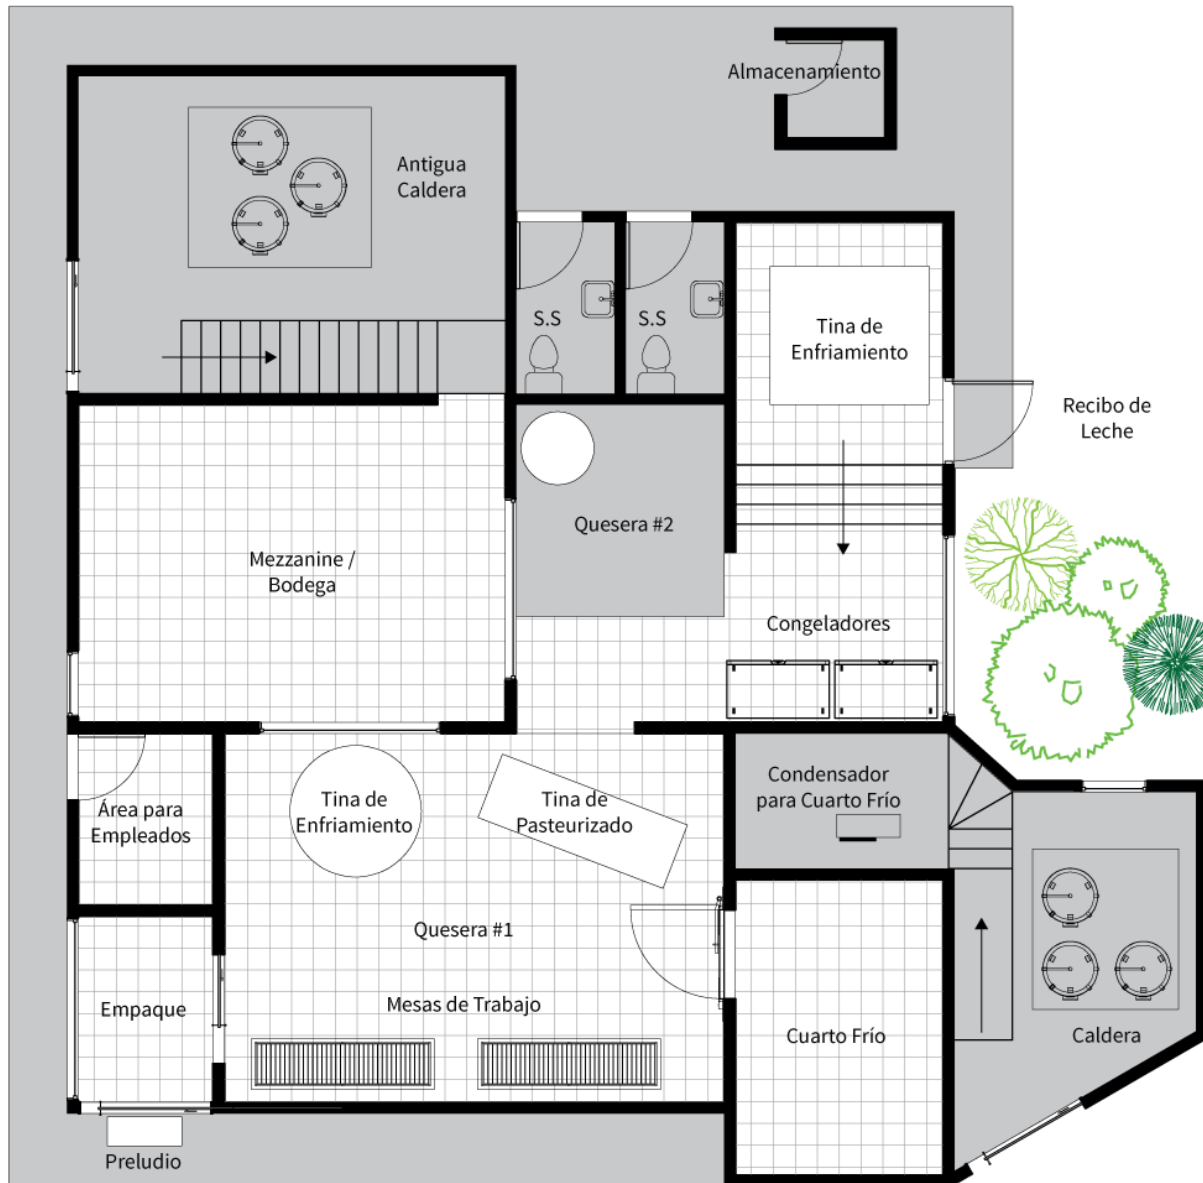 Almacenamiento
Antigua
Caldera
S.S
S.S
Tina de
Enfriamiento
Recibo de
Leche
Quesera #2
Mezzanine /
Bodega
Congeladores
Condensador
para Cuarto Frío
Tina de
Enfriamiento
Tina de
Pasteurizado
Área para
Empleados
Quesera #1
Mesas de Trabajo
Empaque
Cuarto Frío
Caldera
Preludio